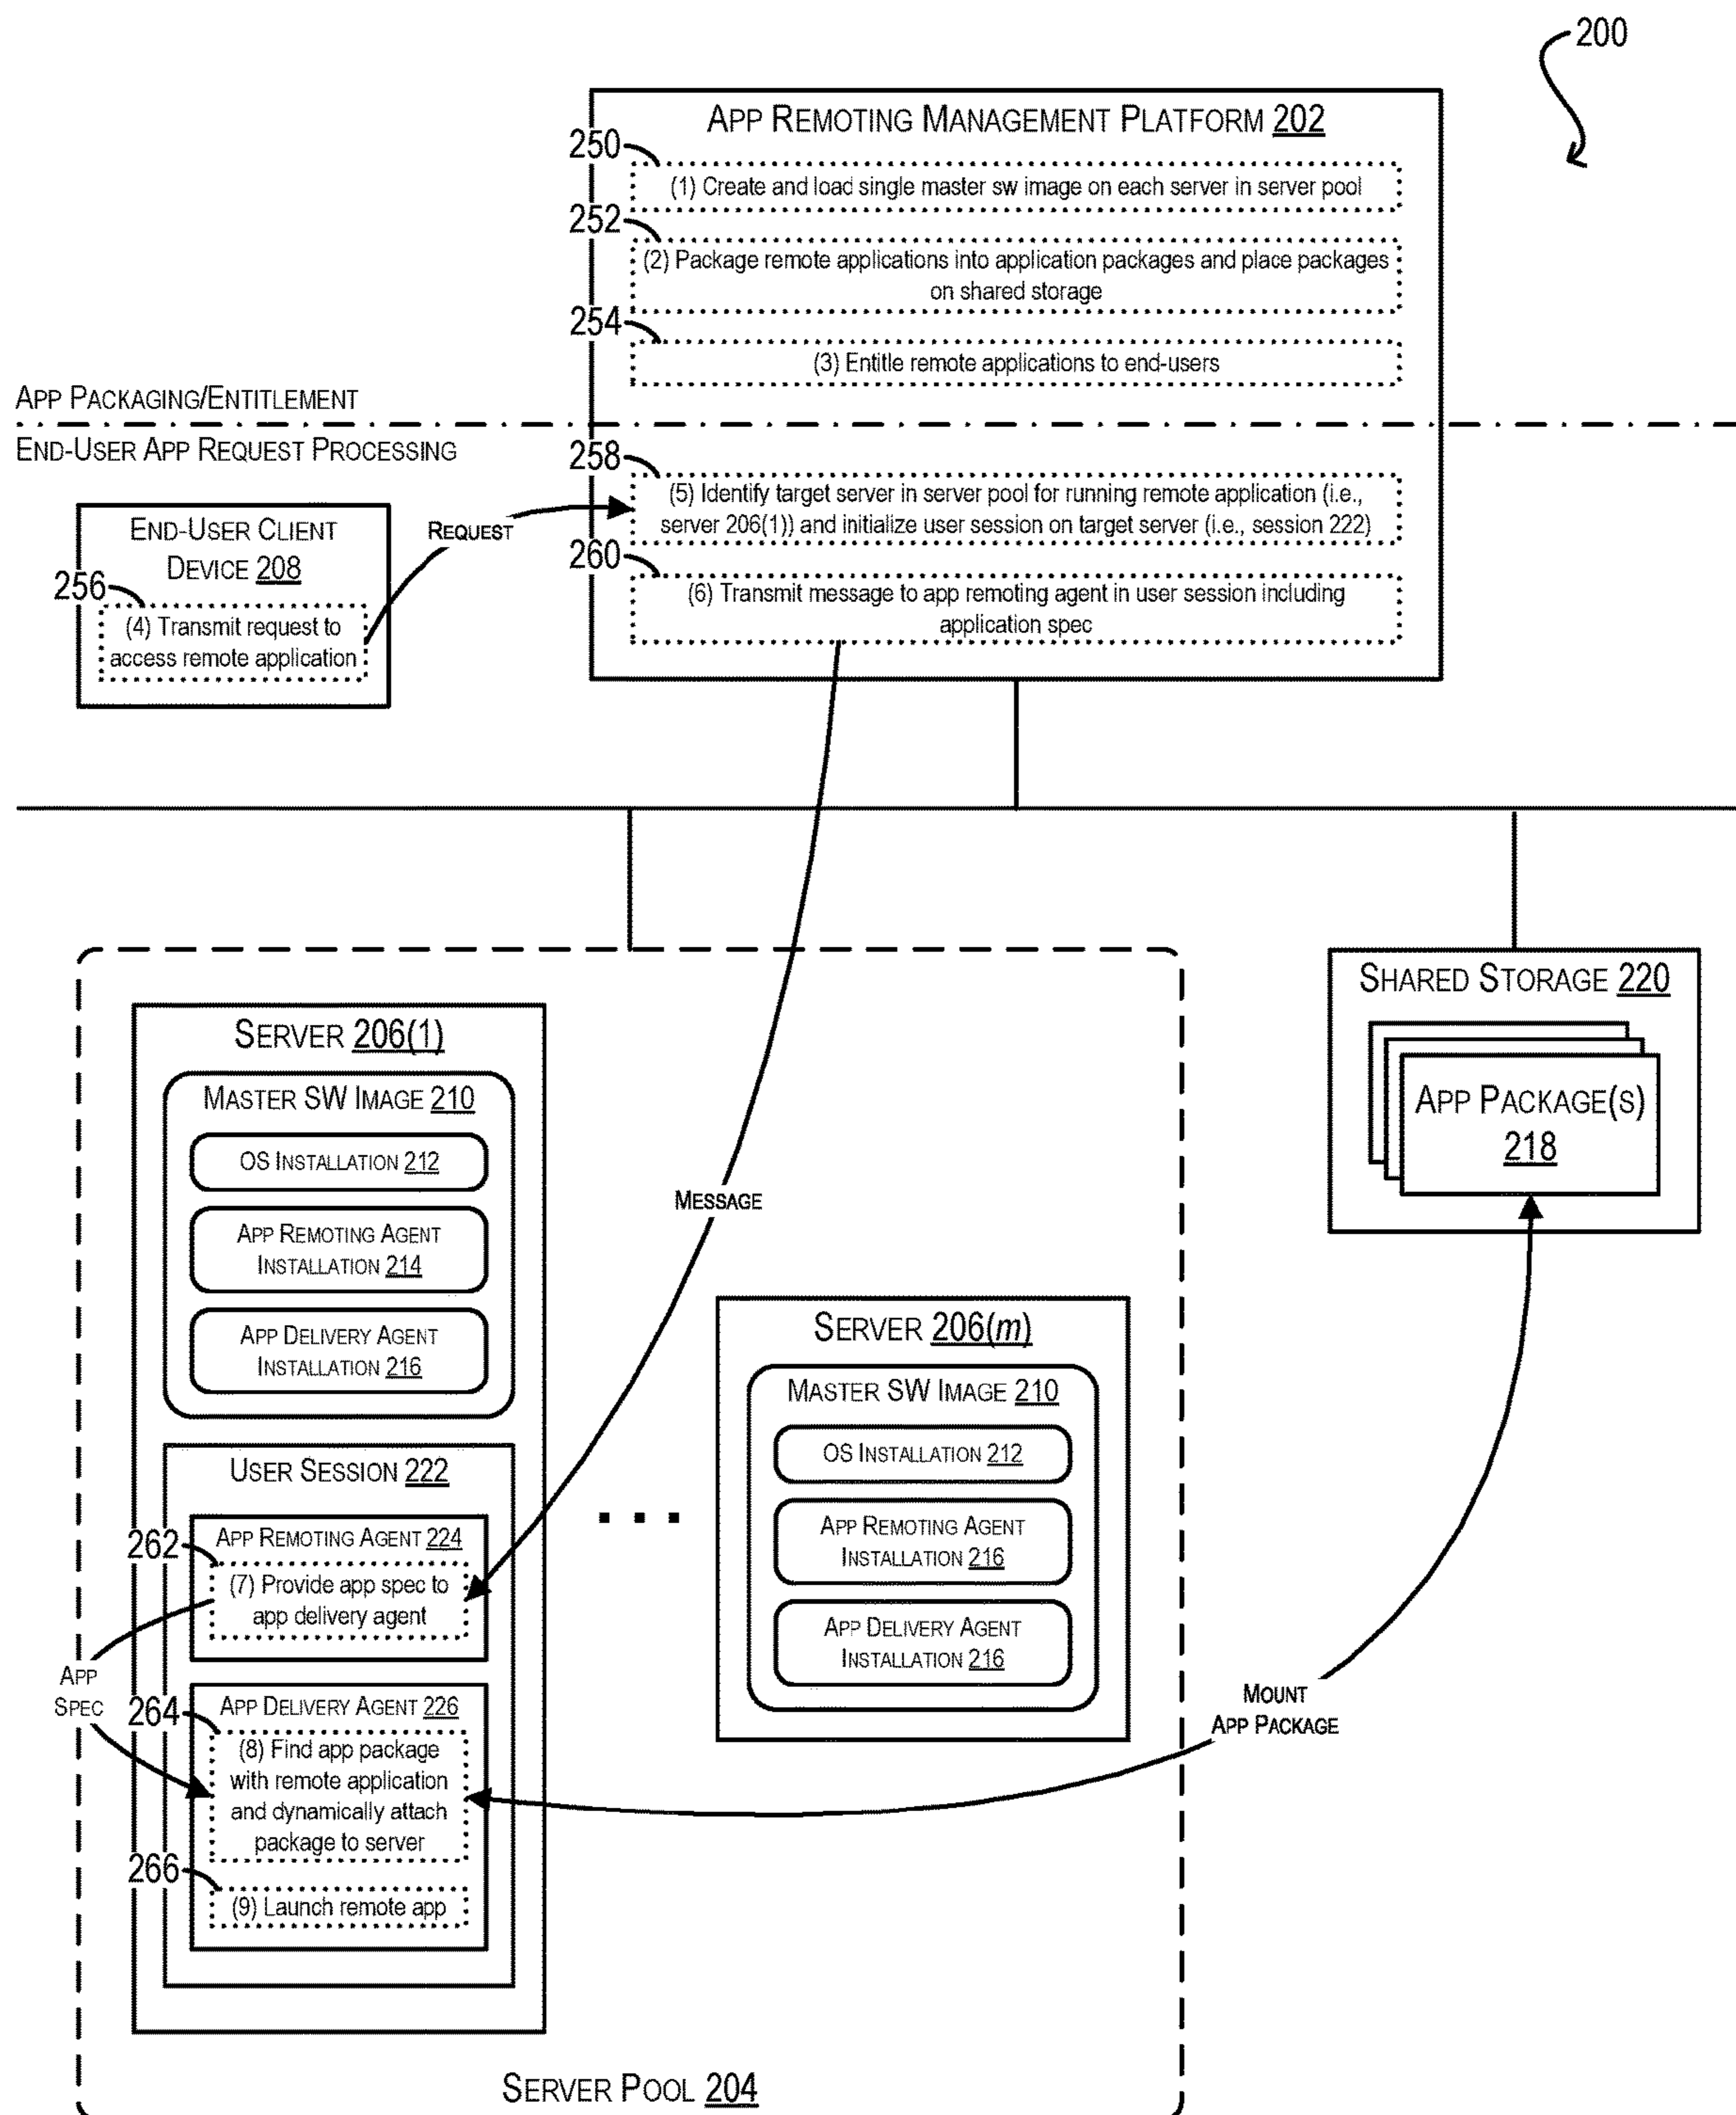 200
APP REMOTING MANAGEMENT PLATFORM 202
250
(1) Create and load single master sw image on each server in server pool
252
(2) Package remote applications into application packages and place packages
on shared storage
254
(3) Entitle remote applications to end-users
APP PACKAGING/ENTITLEMENT
END-USER APP REQUEST PROCESSING
258
(5) Identify target server in server pool for running remote application (i.e.,
server 206(1)) and initialize user session on target server (i.e., session 222)
END-USER CLIENT
DEVICE 208
REQUEST
256
(4) Transmit request to
access remote application
260
(6) Transmit message to app remoting agent in user session including
application spec
SERVER 206(1)
MASTER SW IMAGE 210
OS INSTALLATION 212
APP REMOTING AGENT
INSTALLATION 214
APP DELIVERY AGENT
INSTALLATION 216
MESSAGE
SHARED STORAGE 220
APP PACKAGE(S)
218
USER SESSION 222
262
APP REMOTING AGENT 224
(7) Provide app spec to
app delivery agent
APP
SPEC
264
APP DELIVERY AGENT 226
(8) Find app package
with remote application
and dynamically attach
package to server
266
(9) Launch remote app
...
SERVER 206(m)
MASTER SW IMAGE 210
OS INSTALLATION 212
APP REMOTING AGENT
INSTALLATION 216
APP DELIVERY AGENT
INSTALLATION 216
MOUNT
APP PACKAGE
SERVER POOL 204